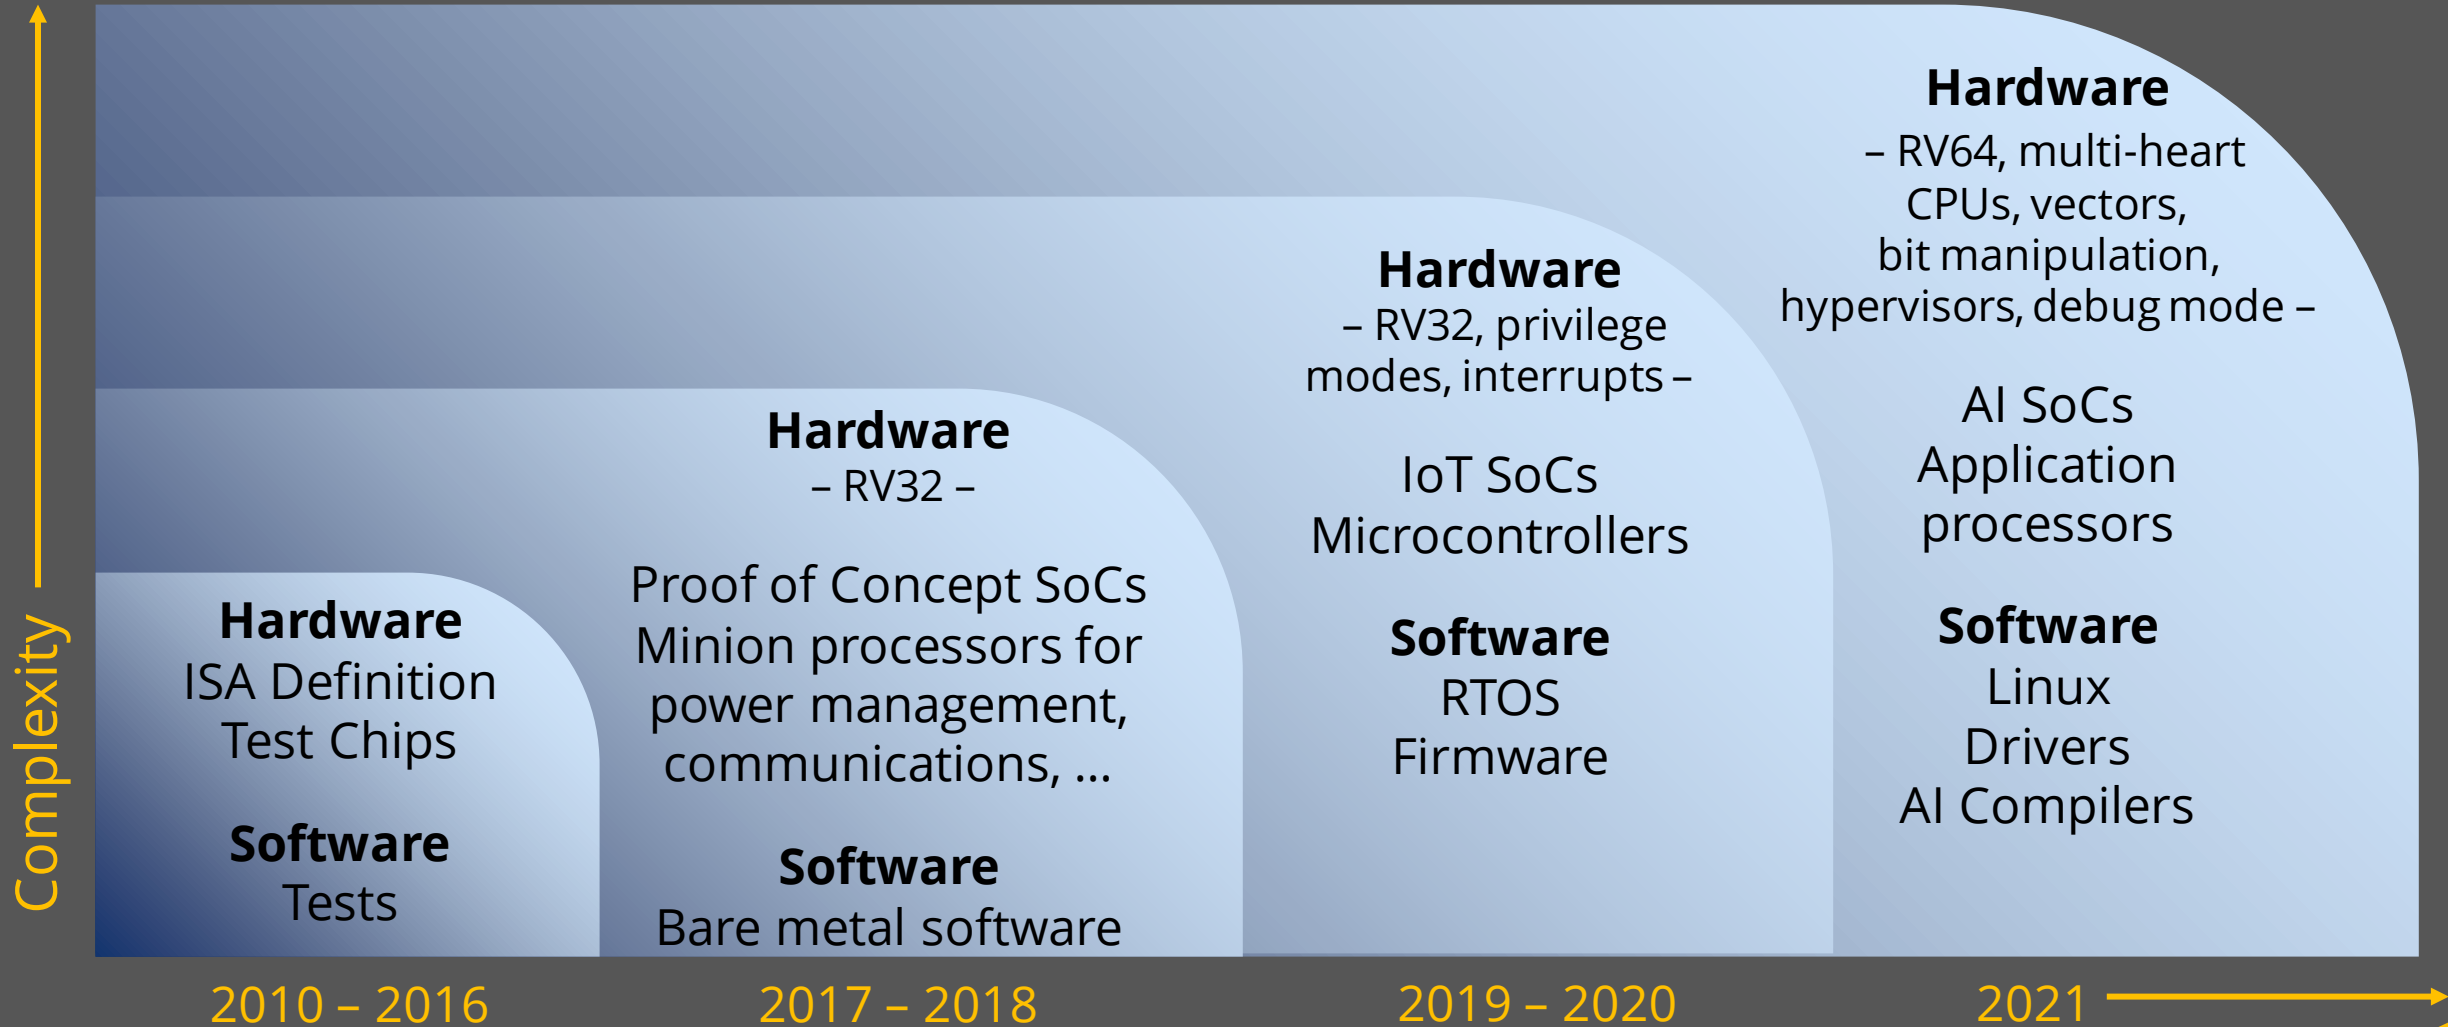 Complexity
Hardware
ISA Definition
Test Chips
Software
Tests
2010 – 2016
Hardware
– RV32 –
Proof of Concept SoCs
Minion processors for
power management,
communications, ...
Software
Bare metal software
2017 – 2018
Hardware
– RV32, privilege
modes, interrupts –
IoT SoCs
Microcontrollers
Software
RTOS
Firmware
2019 – 2020
Hardware
– RV64, multi-heart
CPUs, vectors,
bit manipulation,
hypervisors, debug mode –
AI SoCs
Application
processors
Software
Linux
Drivers
AI Compilers
2021